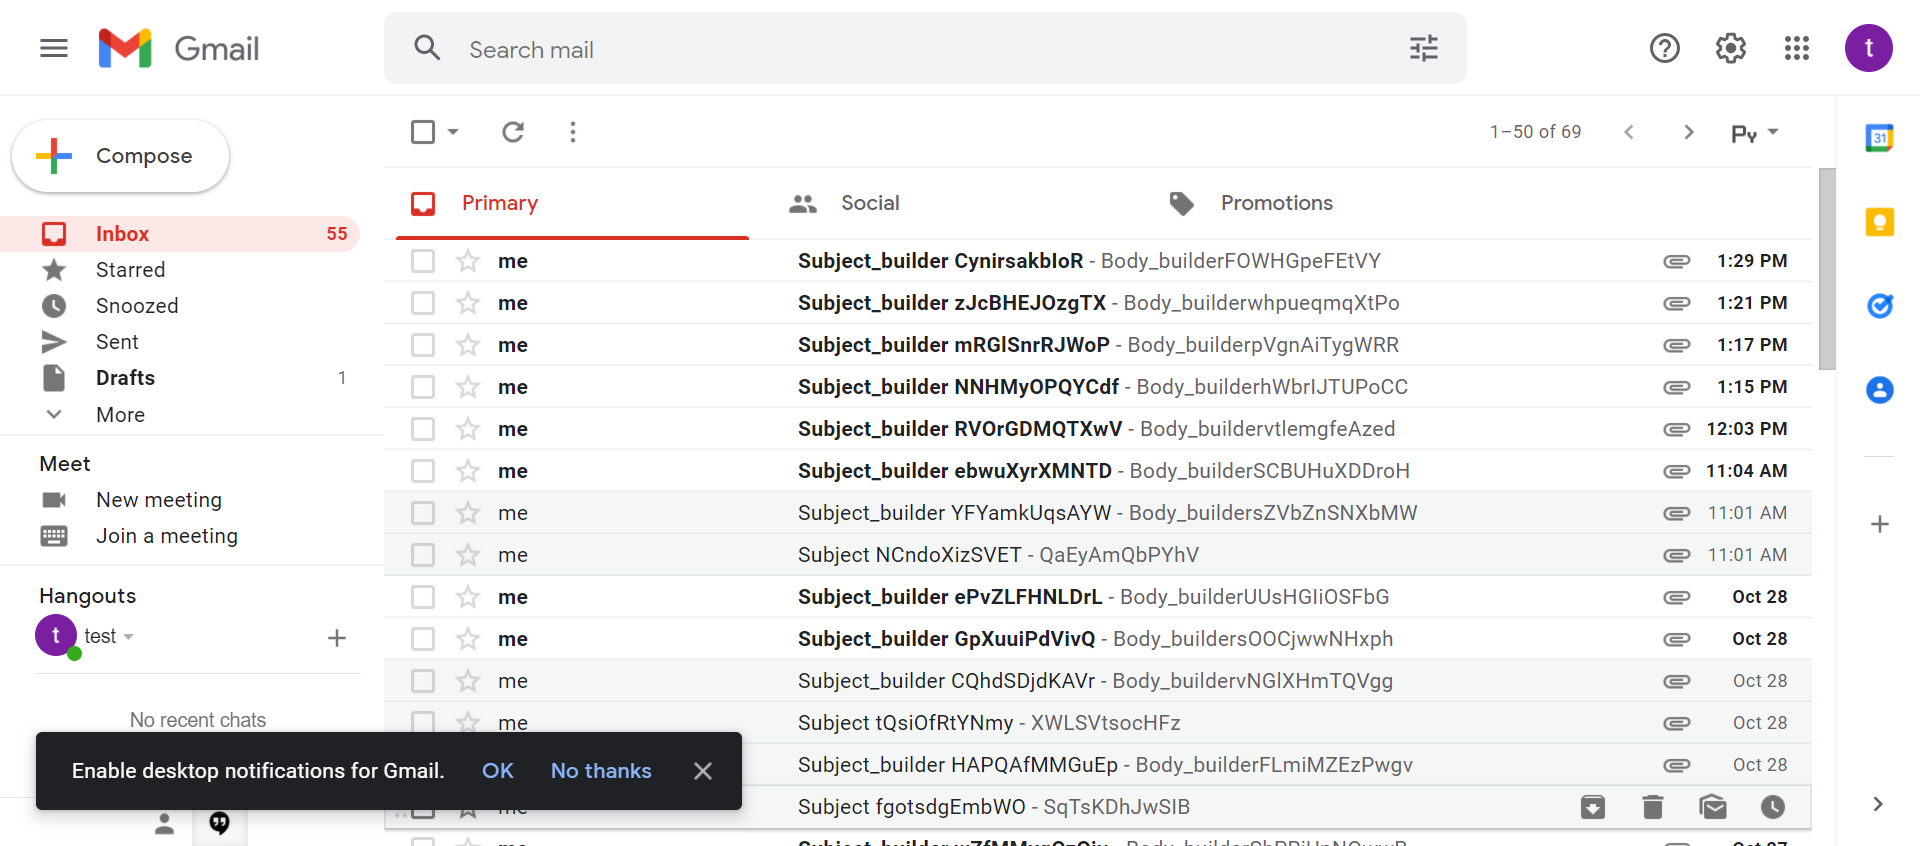 Gmail
Search mail
t
Compose
1–50 of 69
Py
31
Primary
Social
Promotions
Inbox 55
Starred
Snoozed
Sent
Drafts 1
More
Meet
New meeting
Join a meeting
Hangouts
t test
No recent chats
me Subject_builder CynirsakbIoR - Body_builderFOWHGpeFEtVY 1:29 PM
me Subject_builder zJcBHEJOzgTX - Body_builderwhpueqmqXtPo 1:21 PM
me Subject_builder mRGlSnrRJWoP - Body_builderpVgnAiTygWRR 1:17 PM
me Subject_builder NNHMyOPQYCdf - Body_builderhWbrIJTUPoCC 1:15 PM
me Subject_builder RVOrGDMQTXwV - Body_buildervtlemgfeAzed 12:03 PM
me Subject_builder ebwuXyrXMNTD - Body_builderSCBUHuXDDroH 11:04 AM
me Subject_builder YFYamkUqsAYW - Body_buildersZVbZnSNXbMW 11:01 AM
me Subject NCndoXizSVET - QaEyAmQbPYhV 11:01 AM
me Subject_builder ePvZLFHNLDrL - Body_builderUUsHGIiOSFbG Oct 28
me Subject_builder GpXuuiPdVivQ - Body_buildersOOCjwwNHxph Oct 28
me Subject_builder CQhdSDjdKAVr - Body_buildervNGlXHmTQVgg Oct 28
me Subject tQsiOfRtYNmy - XWLSVtsocHFz Oct 28
Subject_builder HAPQAfMMGuEp - Body_builderFLmiMZEzPwgv Oct 28
me Subject fgotsdgEmbWO - SqTsKDhJwSIB
Enable desktop notifications for Gmail. OK No thanks